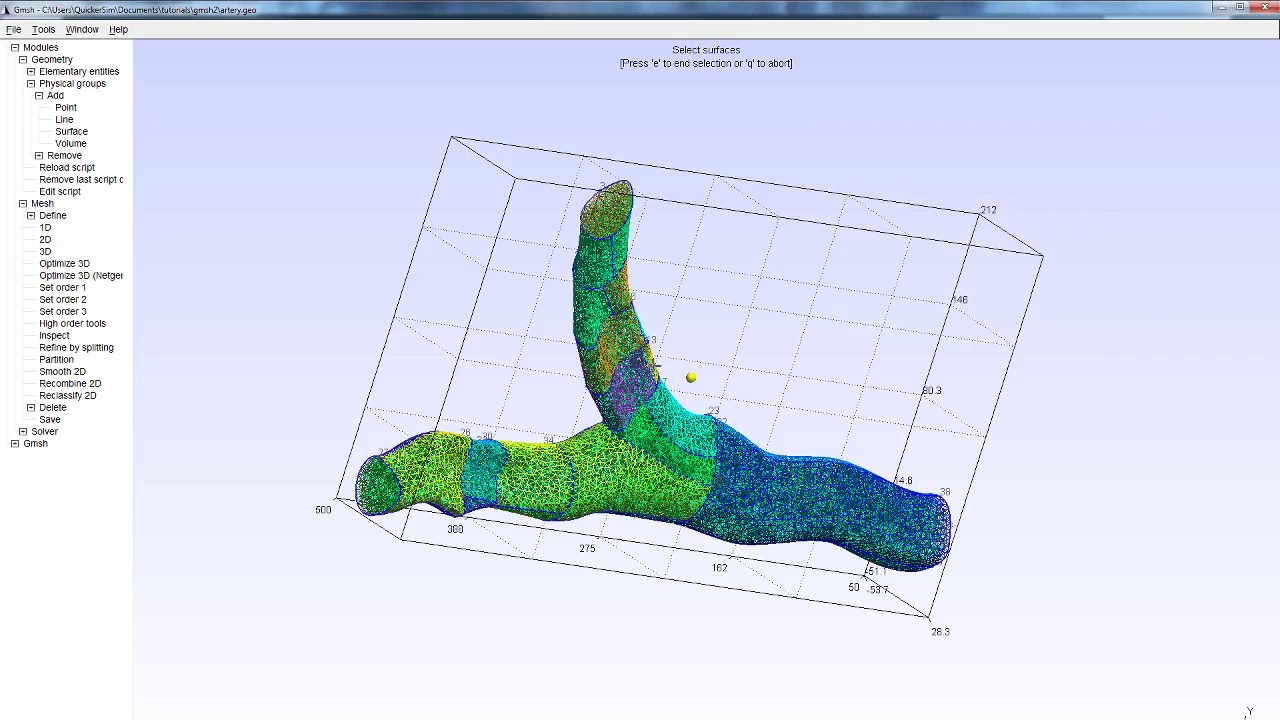 Gmsh - C:\Users\QuickerSim\Documents\tutorials\gmsh2\artery.geo
File Tools Window Help
Modules
Geometry
Elementary entities
Physical groups
Add
Point
Line
Surface
Volume
Remove
Reload script
Remove last script c
Edit script
Mesh
Define
1D
2D
3D
Optimize 3D
Optimize 3D (Netger
Set order 1
Set order 2
Set order 3
High order tools
Inspect
Refine by splitting
Partition
Smooth 2D
Recombine 2D
Reclassify 2D
Delete
Save
Solver
Gmsh
Select surfaces
[Press 'e' to end selection or 'q' to abort]
212
146
80.3
23
14.6
38
500
388
275
162
50
-51.1
-53.7
28.3
Y